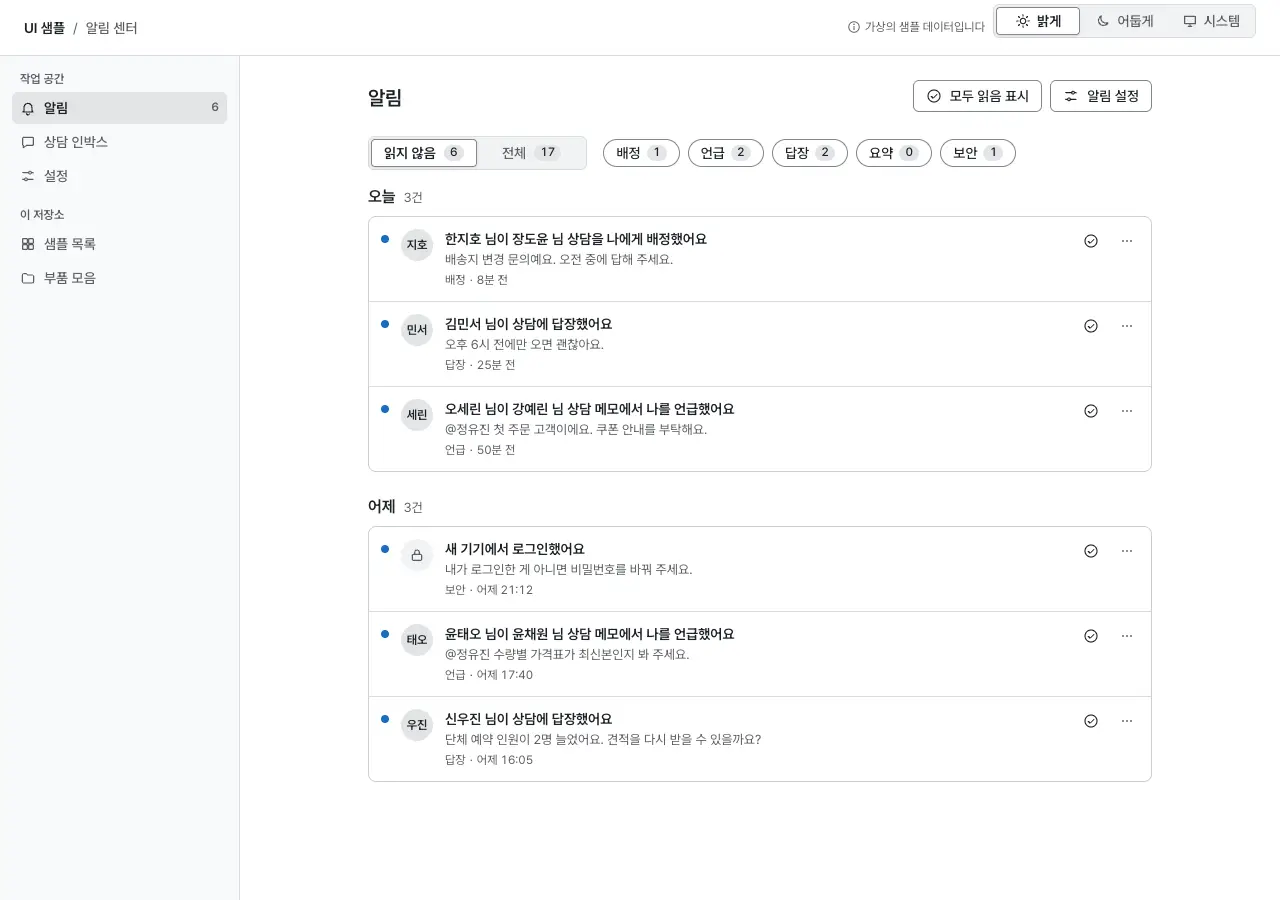 UI 샘플 / 알림 센터
가상의 샘플 데이터입니다
밝게
어둡게
시스템
작업 공간
알림 6
상담 인박스
설정
이 저장소
샘플 목록
부품 모음
알림
모두 읽음 표시
알림 설정
읽지 않음 6
전체 17
배정 1
언급 2
답장 2
요약 0
보안 1
오늘 3건
지호
한지호 님이 장도윤 님 상담을 나에게 배정했어요
배송지 변경 문의예요. 오전 중에 답해 주세요.
배정 · 8분 전
민서
김민서 님이 상담에 답장했어요
오후 6시 전에만 오면 괜찮아요.
답장 · 25분 전
세린
오세린 님이 강예린 님 상담 메모에서 나를 언급했어요
@정유진 첫 주문 고객이에요. 쿠폰 안내를 부탁해요.
언급 · 50분 전
어제 3건
새 기기에서 로그인했어요
내가 로그인한 게 아니면 비밀번호를 바꿔 주세요.
보안 · 어제 21:12
태오
윤태오 님이 윤채원 님 상담 메모에서 나를 언급했어요
@정유진 수량별 가격표가 최신본인지 봐 주세요.
언급 · 어제 17:40
우진
신우진 님이 상담에 답장했어요
단체 예약 인원이 2명 늘었어요. 견적을 다시 받을 수 있을까요?
답장 · 어제 16:05